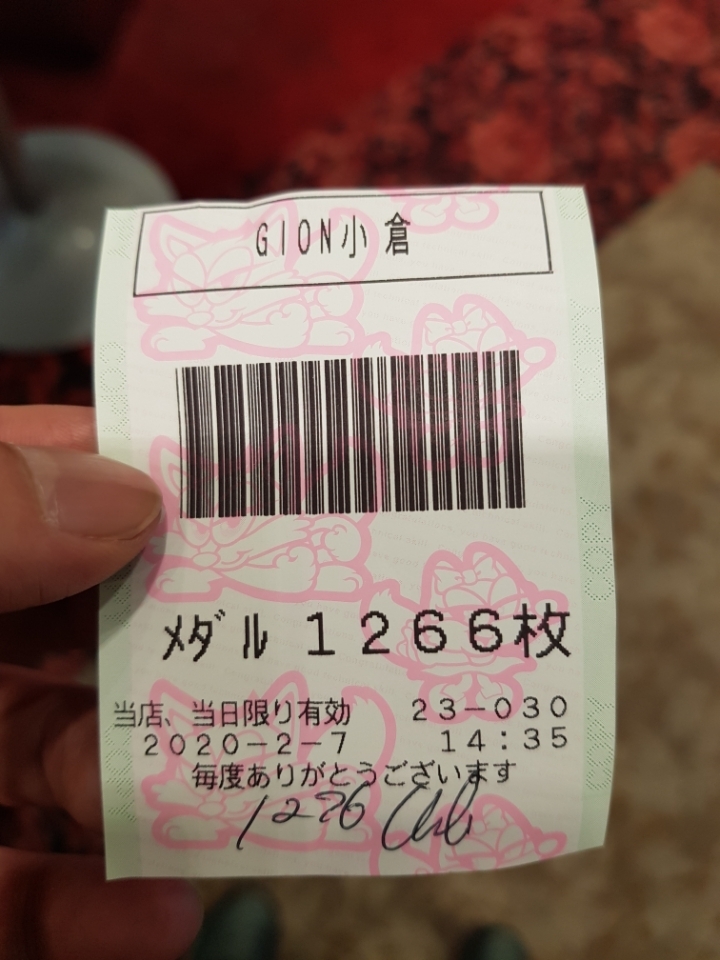 GION小倉
メダル 1266枚
当店、当日限り有効 23-030
2020-2-7 14:35
毎度ありがとうございます
1276
COPY